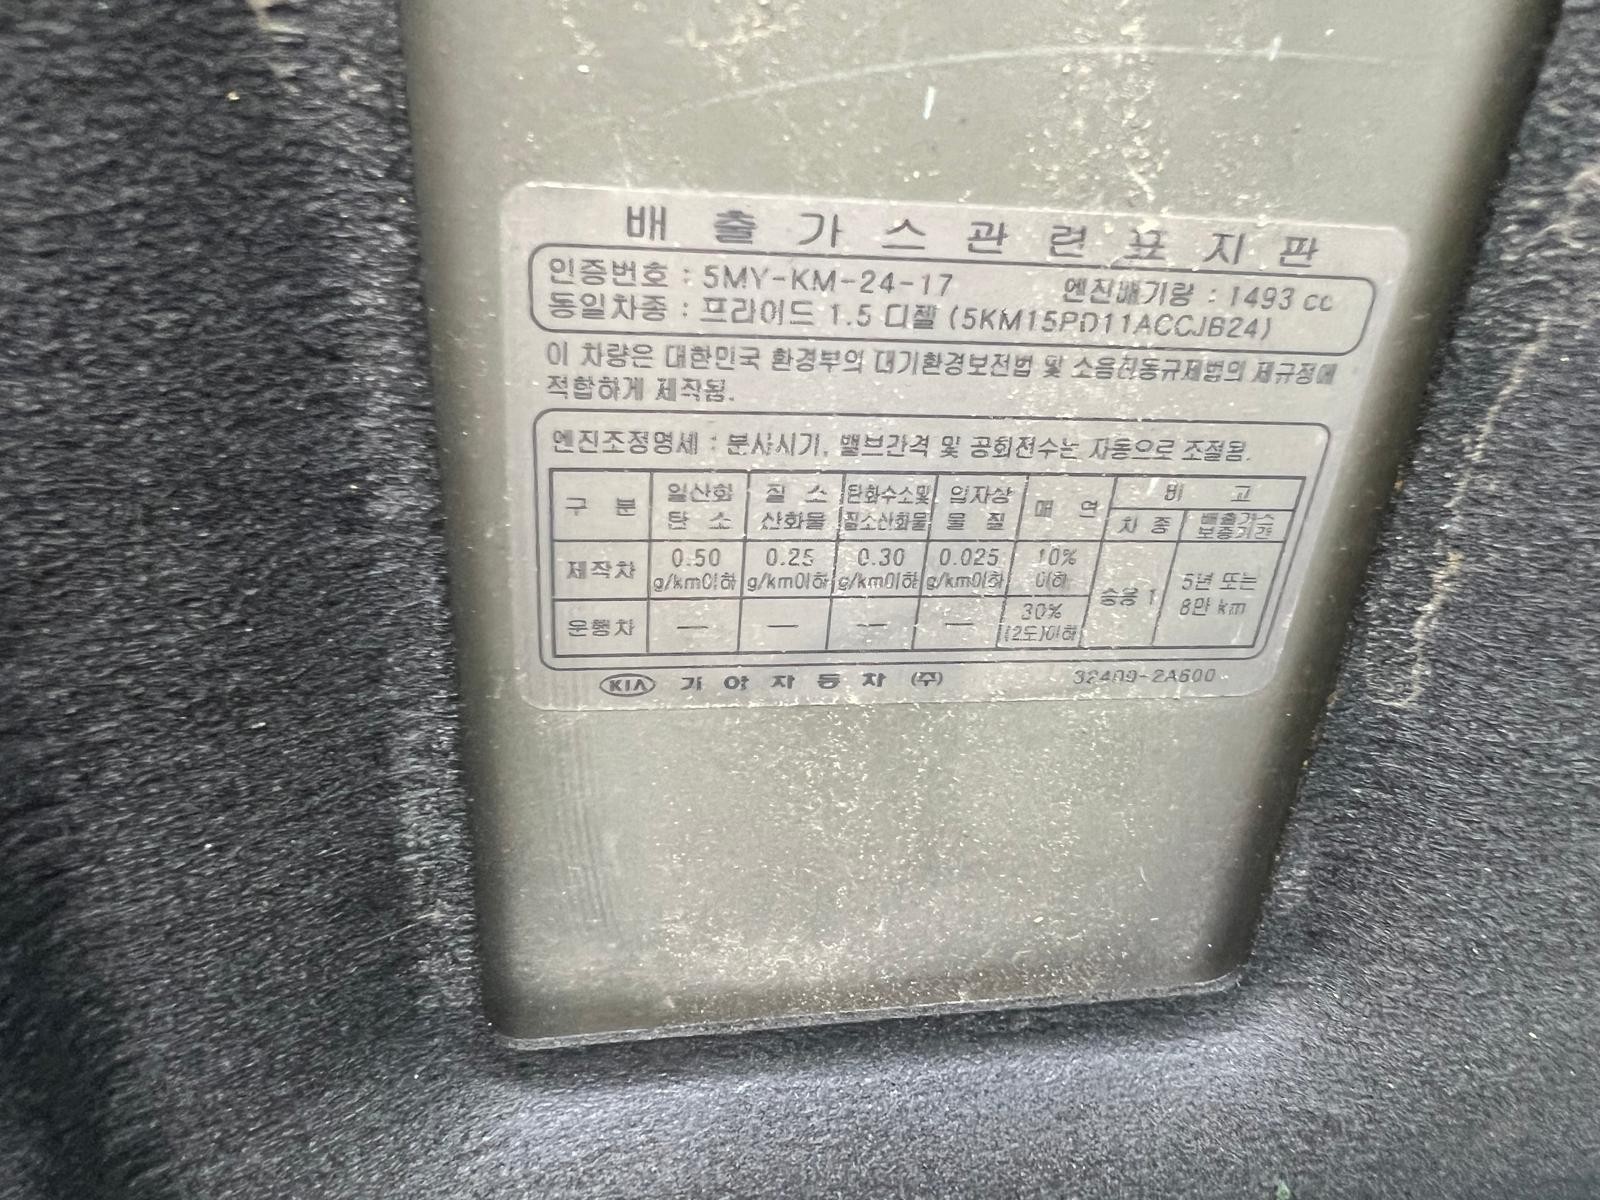 배출가스관련표지판
인증번호 : 5MY-KM-24-17 엔진배기량 : 1493 cc
동일차종 : 프라이드 1.5 디젤 (5KM15PD11ACCJB24)
이 차량은 대한민국 환경부의 대기환경보전법 및 소음진동규제법의 제규정에
적합하게 제작됨.
엔진조정명세 : 분사시기, 밸브간격 및 공회전수는 자동으로 조절됨.
구 분 일산화 탄 소 질 소 산화물 탄화수소및 질소산화물 입자상 물 질 매 연 비 고
차 종 배출가스 보증기간
제작차 0.50 g/km이하 0.25 g/km이하 0.30 g/km이하 0.025 g/km이하 10% 이하 승용 1 5년 또는 8만 km
운행차 — — — — 30% (2도)이하
KIA 기아자동차 (주) 32409-2A600